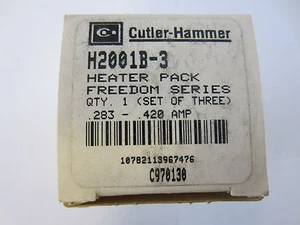 Cutler-Hammer
H2001B-3
HEATER PACK
FREEDOM SERIES
QTY. 1 (SET OF THREE)
.283 - .420 AMP
10782113967476
C970130